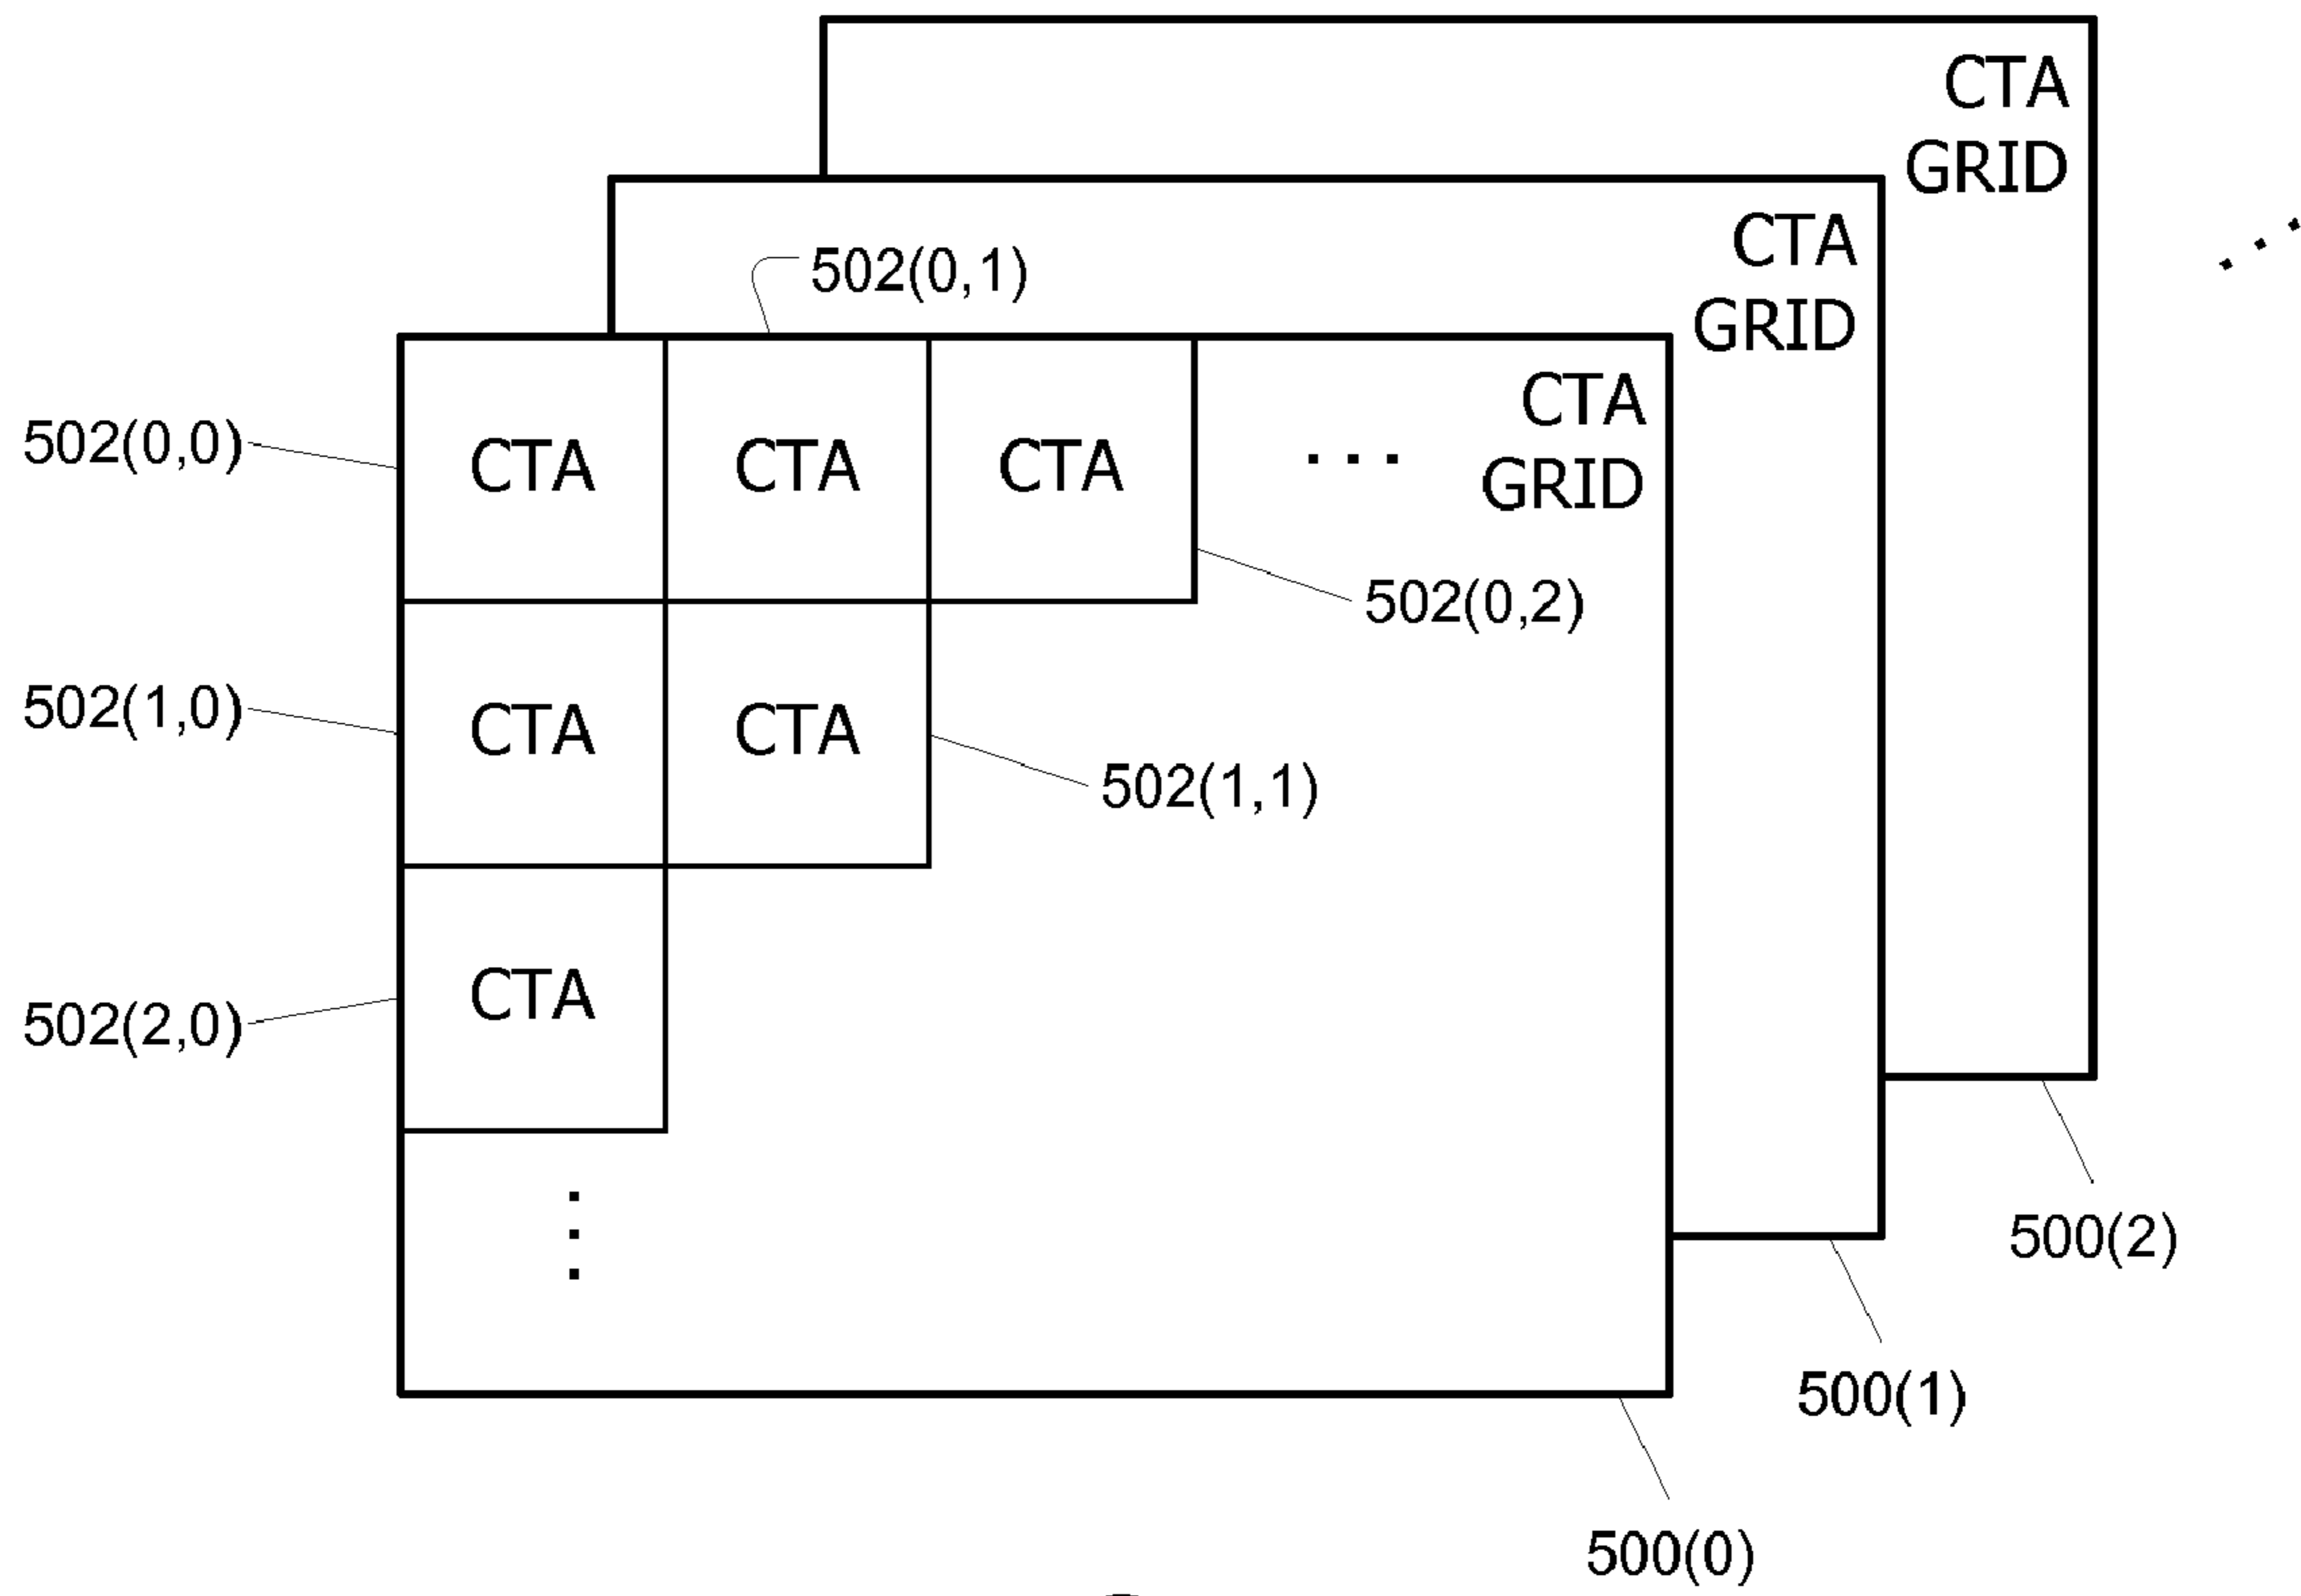 CTA
GRID
CTA
GRID
502(0,1)
CTA
GRID
502(0,0)
CTA CTA CTA ...
502(0,2)
502(1,0)
CTA CTA
502(1,1)
502(2,0)
CTA
500(2)
500(1)
500(0)